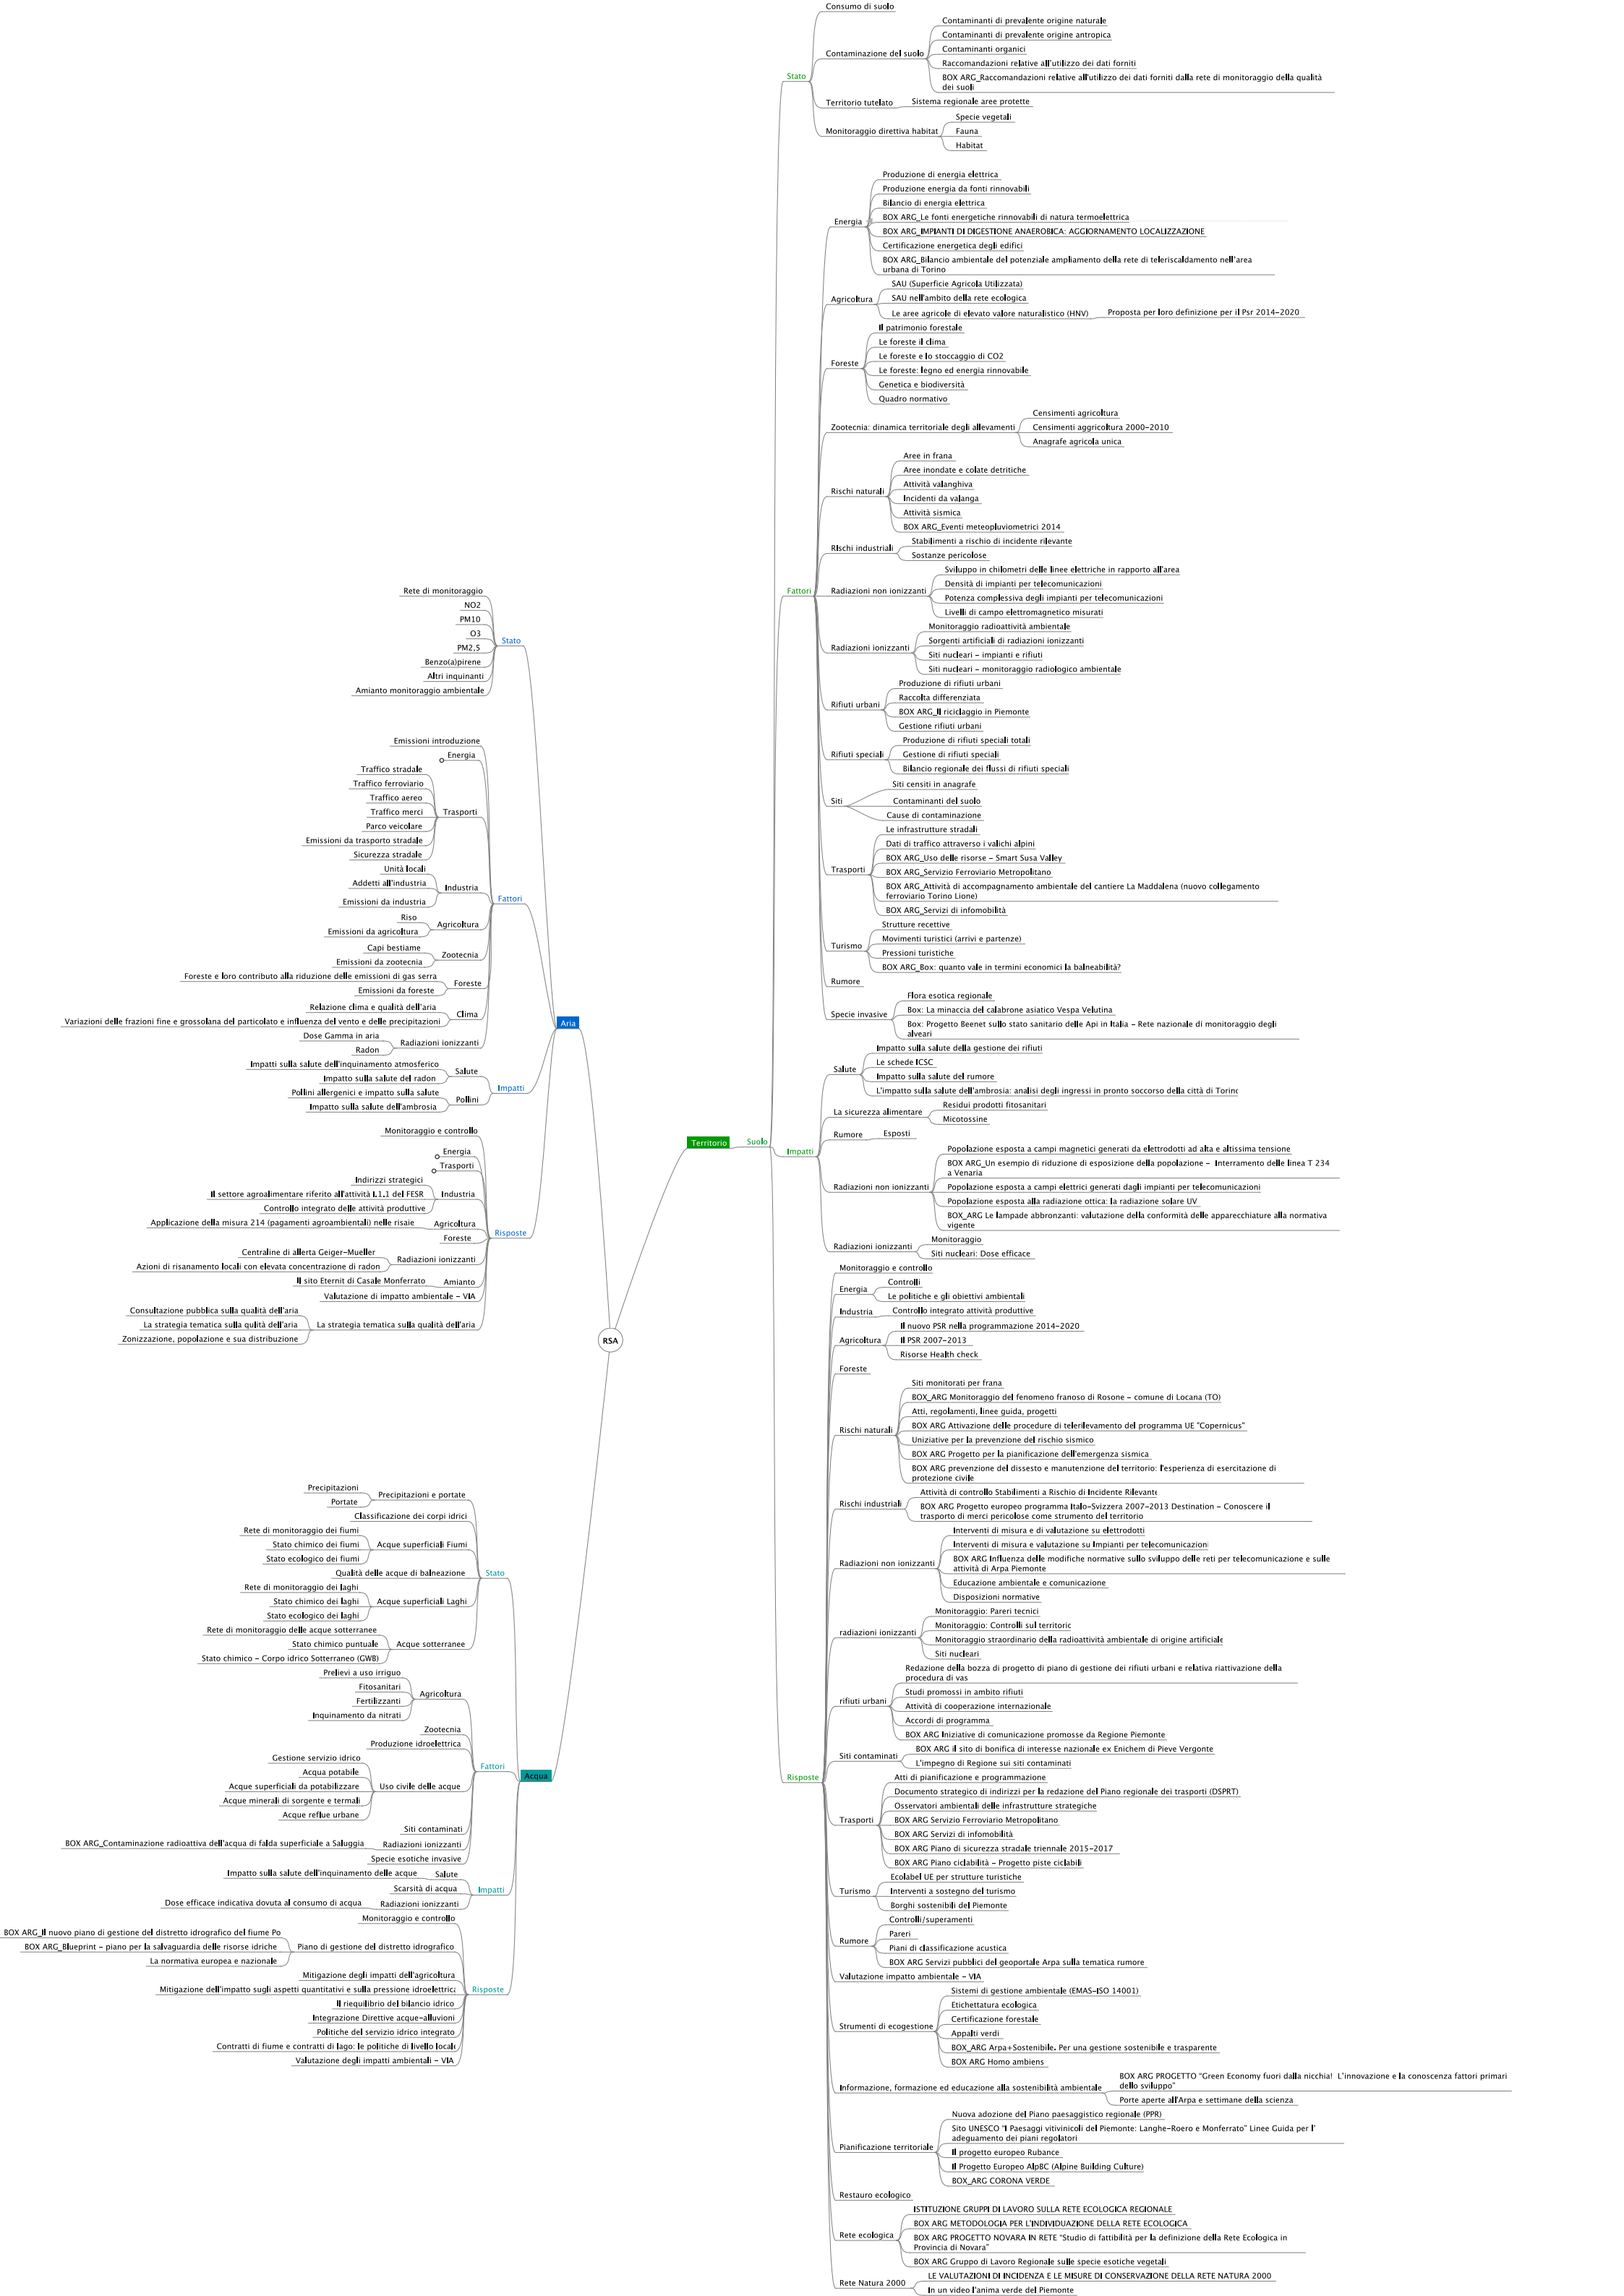 RSA
Aria
Stato
Rete di monitoraggio
NO2
PM10
O3
PM2,5
Benzo(a)pirene
Altri inquinanti
Amianto monitoraggio ambientale
Fattori
Emissioni introduzione
Energia
Trasporti
Traffico stradale
Traffico ferroviario
Traffico aereo
Traffico merci
Parco veicolare
Emissioni da trasporto stradale
Sicurezza stradale
Industria
Unità locali
Addetti all'industria
Emissioni da industria
Agricoltura
Riso
Emissioni da agricoltura
Zootecnia
Capi bestiame
Emissioni da zootecnia
Foreste
Foreste e loro contributo alla riduzione delle emissioni di gas serra
Emissioni da foreste
Clima
Relazione clima e qualità dell'aria
Variazioni delle frazioni fine e grossolana del particolato e influenza del vento e delle precipitazioni
Radiazioni ionizzanti
Dose Gamma in aria
Radon
Impatti
Salute
Impatti sulla salute dell'inquinamento atmosferico
Impatto sulla salute del radon
Pollini
Pollini allergenici e impatto sulla salute
Impatto sulla salute dell'ambrosia
Risposte
Monitoraggio e controllo
Energia
Trasporti
Industria
Indirizzi strategici
Il settore agroalimentare riferito all'attività I.1.1 del FESR
Controllo integrato delle attività produttive
Agricoltura
Applicazione della misura 214 (pagamenti agroambientali) nelle risaie
Foreste
Radiazioni ionizzanti
Centraline di allerta Geiger-Mueller
Azioni di risanamento locali con elevata concentrazione di radon
Amianto
Il sito Eternit di Casale Monferrato
Valutazione di impatto ambientale - VIA
La strategia tematica sulla qualità dell'aria
Consultazione pubblica sulla qualità dell'aria
La strategia tematica sulla qulità dell'aria
Zonizzazione, popolazione e sua distribuzione
Acqua
Stato
Precipitazioni e portate
Precipitazioni
Portate
Classificazione dei corpi idrici
Acque superficiali Fiumi
Rete di monitoraggio dei fiumi
Stato chimico dei fiumi
Stato ecologico dei fiumi
Qualità delle acque di balneazione
Acque superficiali Laghi
Rete di monitoraggio dei laghi
Stato chimico dei laghi
Stato ecologico dei laghi
Acque sotterranee
Rete di monitoraggio delle acque sotterranee
Stato chimico puntuale
Stato chimico - Corpo idrico Sotterraneo (GWB)
Fattori
Agricoltura
Prelievi a uso irriguo
Fitosanitari
Fertilizzanti
Inquinamento da nitrati
Zootecnia
Produzione idroelettrica
Uso civile delle acque
Gestione servizio idrico
Acqua potabile
Acque superficiali da potabilizzare
Acque minerali di sorgente e termali
Acque reflue urbane
Siti contaminati
Radiazioni ionizzanti
BOX ARG_Contaminazione radioattiva dell'acqua di falda superficiale a Saluggia
Specie esotiche invasive
Impatti
Salute
Impatto sulla salute dell'inquinamento delle acque
Scarsità di acqua
Radiazioni ionizzanti
Dose efficace indicativa dovuta al consumo di acqua
Risposte
Monitoraggio e controllo
Piano di gestione del distretto idrografico
BOX ARG_Il nuovo piano di gestione del distretto idrografico del fiume Po
BOX ARG_Blueprint - piano per la salvaguardia delle risorse idriche
La normativa europea e nazionale
Mitigazione degli impatti dell'agricoltura
Mitigazione dell'impatto sugli aspetti quantitativi e sulla pressione idroelettrica
Il riequilibrio del bilancio idrico
Integrazione Direttive acque-alluvioni
Politiche del servizio idrico integrato
Contratti di fiume e contratti di lago: le politiche di livello locale
Valutazione degli impatti ambientali - VIA
Territorio
Suolo
Stato
Consumo di suolo
Contaminazione del suolo
Contaminanti di prevalente origine naturale
Contaminanti di prevalente origine antropica
Contaminanti organici
Raccomandazioni relative all'utilizzo dei dati forniti
BOX ARG_Raccomandazioni relative all'utilizzo dei dati forniti dalla rete di monitoraggio della qualità
dei suoli
Territorio tutelato
Sistema regionale aree protette
Monitoraggio direttiva habitat
Specie vegetali
Fauna
Habitat
Fattori
Energia
Produzione di energia elettrica
Produzione energia da fonti rinnovabili
Bilancio di energia elettrica
BOX ARG_Le fonti energetiche rinnovabili di natura termoelettrica
BOX ARG_IMPIANTI DI DIGESTIONE ANAEROBICA: AGGIORNAMENTO LOCALIZZAZIONE
Certificazione energetica degli edifici
BOX ARG_Bilancio ambientale del potenziale ampliamento della rete di teleriscaldamento nell'area
urbana di Torino
Agricoltura
SAU (Superficie Agricola Utilizzata)
SAU nell'ambito della rete ecologica
Le aree agricole di elevato valore naturalistico (HNV)
Proposta per loro definizione per il Psr 2014-2020
Foreste
Il patrimonio forestale
Le foreste il clima
Le foreste e lo stoccaggio di CO2
Le foreste: legno ed energia rinnovabile
Genetica e biodiversità
Quadro normativo
Zootecnia: dinamica territoriale degli allevamenti
Censimenti agricoltura
Censimenti aggricoltura 2000-2010
Anagrafe agricola unica
Rischi naturali
Aree in frana
Aree inondate e colate detritiche
Attività valanghiva
Incidenti da valanga
Attività sismica
BOX ARG_Eventi meteopluviometrici 2014
RIschi industriali
Stabilimenti a rischio di incidente rilevante
Sostanze pericolose
Radiazioni non ionizzanti
Sviluppo in chilometri delle linee elettriche in rapporto all'area
Densità di impianti per telecomunicazioni
Potenza complessiva degli impianti per telecomunicazioni
Livelli di campo elettromagnetico misurati
Radiazioni ionizzanti
Monitoraggio radioattività ambientale
Sorgenti artificiali di radiazioni ionizzanti
Siti nucleari - impianti e rifiuti
Siti nucleari - monitoraggio radiologico ambientale
Rifiuti urbani
Produzione di rifiuti urbani
Raccolta differenziata
BOX ARG_Il riciclaggio in Piemonte
Gestione rifiuti urbani
Rifiuti speciali
Produzione di rifiuti speciali totali
Gestione di rifiuti speciali
Bilancio regionale dei flussi di rifiuti speciali
Siti
Siti censiti in anagrafe
Contaminanti del suolo
Cause di contaminazione
Trasporti
Le infrastrutture stradali
Dati di traffico attraverso i valichi alpini
BOX ARG_Uso delle risorse - Smart Susa Valley
BOX ARG_Servizio Ferroviario Metropolitano
BOX ARG_Attività di accompagnamento ambientale del cantiere La Maddalena (nuovo collegamento
ferroviario Torino Lione)
BOX ARG_Servizi di infomobilità
Turismo
Strutture recettive
Movimenti turistici (arrivi e partenze)
Pressioni turistiche
BOX ARG_Box: quanto vale in termini economici la balneabilità?
Rumore
Specie invasive
Flora esotica regionale
Box: La minaccia del calabrone asiatico Vespa Velutina
Box: Progetto Beenet sullo stato sanitario delle Api in Italia - Rete nazionale di monitoraggio degli
alveari
Impatti
Salute
Impatto sulla salute della gestione dei rifiuti
Le schede ICSC
Impatto sulla salute del rumore
L'impatto sulla salute dell'ambrosia: analisi degli ingressi in pronto soccorso della città di Torino
La sicurezza alimentare
Residui prodotti fitosanitari
Micotossine
Rumore
Esposti
Radiazioni non ionizzanti
Popolazione esposta a campi magnetici generati da elettrodotti ad alta e altissima tensione
BOX ARG_Un esempio di riduzione di esposizione della popolazione - Interramento delle linea T 234
a Venaria
Popolazione esposta a campi elettrici generati dagli impianti per telecomunicazioni
Popolazione esposta alla radiazione ottica: la radiazione solare UV
BOX_ARG Le lampade abbronzanti: valutazione della conformità delle apparecchiature alla normativa
vigente
Radiazioni ionizzanti
Monitoraggio
Siti nucleari: Dose efficace
Risposte
Monitoraggio e controllo
Energia
Controlli
Le politiche e gli obiettivi ambientali
Industria
Controllo integrato attività produttive
Agricoltura
Il nuovo PSR nella programmazione 2014-2020
Il PSR 2007-2013
Risorse Health check
Foreste
Rischi naturali
Siti monitorati per frana
BOX_ARG Monitoraggio del fenomeno franoso di Rosone - comune di Locana (TO)
Atti, regolamenti, linee guida, progetti
BOX ARG Attivazione delle procedure di telerilevamento del programma UE "Copernicus"
Uniziative per la prevenzione del rischio sismico
BOX ARG Progetto per la pianificazione dell'emergenza sismica
BOX ARG prevenzione del dissesto e manutenzione del territorio: l'esperienza di esercitazione di
protezione civile
Rischi industriali
Attività di controllo Stabilimenti a Rischio di Incidente Rilevante
BOX ARG Progetto europeo programma Italo-Svizzera 2007-2013 Destination - Conoscere il
trasporto di merci pericolose come strumento del territorio
Radiazioni non ionizzanti
Interventi di misura e di valutazione su elettrodotti
Interventi di misura e valutazione su Impianti per telecomunicazioni
BOX ARG Influenza delle modifiche normative sullo sviluppo delle reti per telecomunicazione e sulle
attività di Arpa Piemonte
Educazione ambientale e comunicazione
Disposizioni normative
radiazioni ionizzanti
Monitoraggio: Pareri tecnici
Monitoraggio: Controlli sul territorio
Monitoraggio straordinario della radioattività ambientale di origine artificiale
Siti nucleari
rifiuti urbani
Redazione della bozza di progetto di piano di gestione dei rifiuti urbani e relativa riattivazione della
procedura di vas
Studi promossi in ambito rifiuti
Attività di cooperazione internazionale
Accordi di programma
BOX ARG Iniziative di comunicazione promosse da Regione Piemonte
Siti contaminati
BOX ARG il sito di bonifica di interesse nazionale ex Enichem di Pieve Vergonte
L'impegno di Regione sui siti contaminati
Trasporti
Atti di pianificazione e programmazione
Documento strategico di indirizzi per la redazione del Piano regionale dei trasporti (DSPRT)
Osservatori ambientali delle infrastrutture strategiche
BOX ARG Servizio Ferroviario Metropolitano
BOX ARG Servizi di infomobilità
BOX ARG Piano di sicurezza stradale triennale 2015-2017
BOX ARG Piano ciclabilità - Progetto piste ciclabili
Turismo
Ecolabel UE per strutture turistiche
Interventi a sostegno del turismo
Borghi sostenibili del Piemonte
Rumore
Controlli/superamenti
Pareri
Piani di classificazione acustica
BOX ARG Servizi pubblici del geoportale Arpa sulla tematica rumore
Valutazione impatto ambientale - VIA
Strumenti di ecogestione
Sistemi di gestione ambientale (EMAS-ISO 14001)
Etichettatura ecologica
Certificazione forestale
Appalti verdi
BOX_ARG Arpa+Sostenibile. Per una gestione sostenibile e trasparente
BOX ARG Homo ambiens
Informazione, formazione ed educazione alla sostenibilità ambientale
BOX ARG PROGETTO "Green Economy fuori dalla nicchia! L'innovazione e la conoscenza fattori primari
dello sviluppo"
Porte aperte all'Arpa e settimane della scienza
Pianificazione territoriale
Nuova adozione del Piano paesaggistico regionale (PPR)
Sito UNESCO "I Paesaggi vitivinicoli del Piemonte: Langhe-Roero e Monferrato" Linee Guida per l'
adeguamento dei piani regolatori
Il progetto europeo Rubance
Il Progetto Europeo AlpBC (Alpine Building Culture)
BOX_ARG CORONA VERDE
Restauro ecologico
Rete ecologica
ISTITUZIONE GRUPPI DI LAVORO SULLA RETE ECOLOGICA REGIONALE
BOX ARG METODOLOGIA PER L'INDIVIDUAZIONE DELLA RETE ECOLOGICA
BOX ARG PROGETTO NOVARA IN RETE "Studio di fattibilità per la definizione della Rete Ecologica in
Provincia di Novara"
BOX ARG Gruppo di Lavoro Regionale sulle specie esotiche vegetali
Rete Natura 2000
LE VALUTAZIONI DI INCIDENZA E LE MISURE DI CONSERVAZIONE DELLA RETE NATURA 2000
In un video l'anima verde del Piemonte